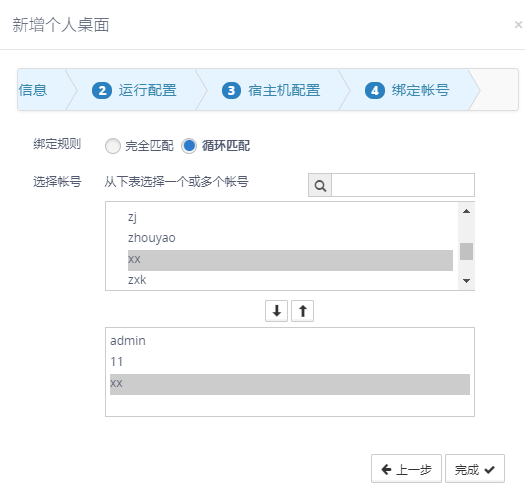 新增个人桌面 ×
信息 2 运行配置 3 宿主机配置 4 绑定帐号
绑定规则 完全匹配 循环匹配
选择帐号 从下表选择一个或多个帐号
zj
zhouyao
xx
zxk
admin
11
xx
上一步 完成